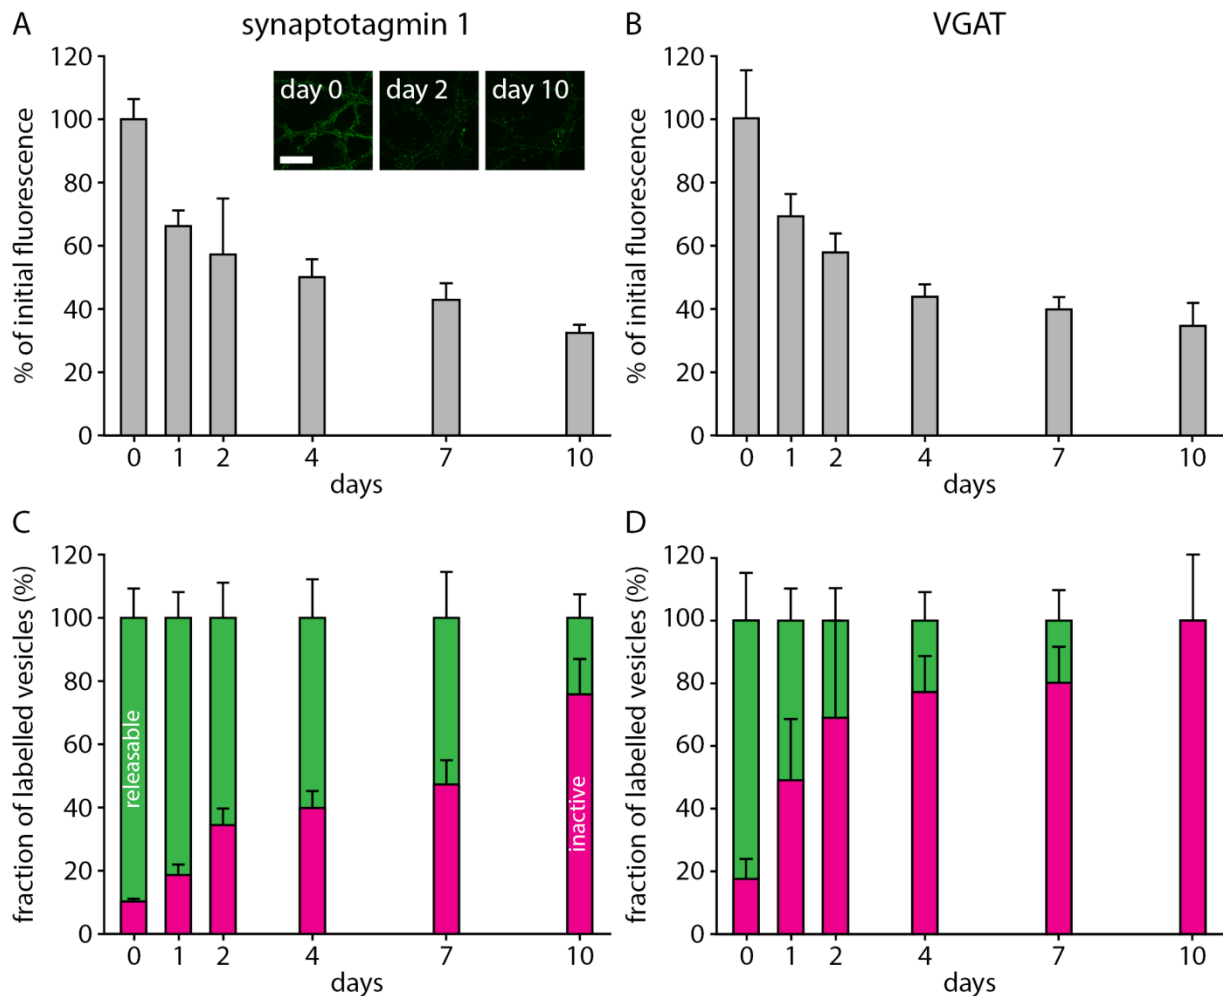 A
synaptotagmin 1
% of initial fluorescence
120
100
80
60
40
20
0
day 0
day 2
day 10
0 1 2 4 7 10
days
B
VGAT
% of initial fluorescence
120
100
80
60
40
20
0
0 1 2 4 7 10
days
C
fraction of labelled vesicles (%)
120
100
80
60
40
20
0
releasable
inactive
0 1 2 4 7 10
days
D
fraction of labelled vesicles (%)
120
100
80
60
40
20
0
0 1 2 4 7 10
days